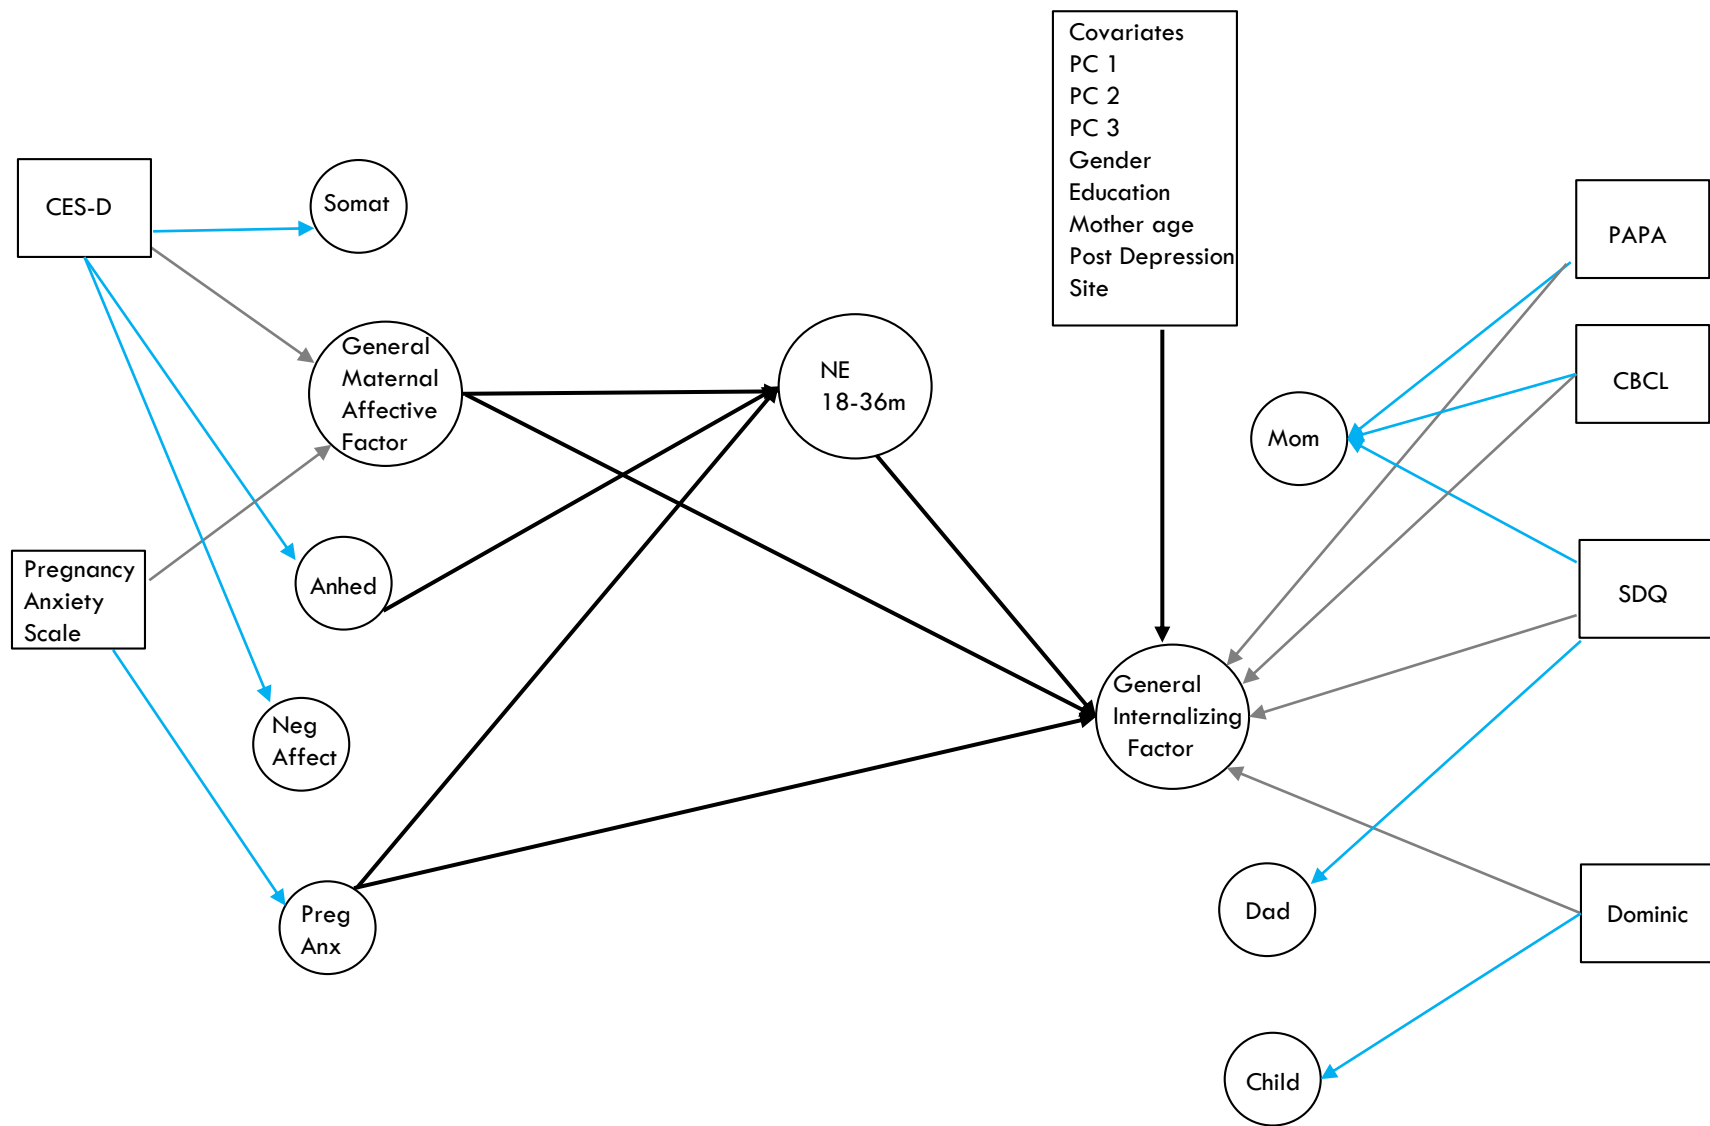 Covariates
PC 1
PC 2
PC 3
Gender
Education
Mother age
Post Depression
Site
CES-D
Somat
PAPA
General
Maternal
Affective
Factor
NE
18-36m
CBCL
Mom
Pregnancy
Anxiety
Scale
Anhed
SDQ
Neg
Affect
General
Internalizing
Factor
Preg
Anx
Dad
Dominic
Child